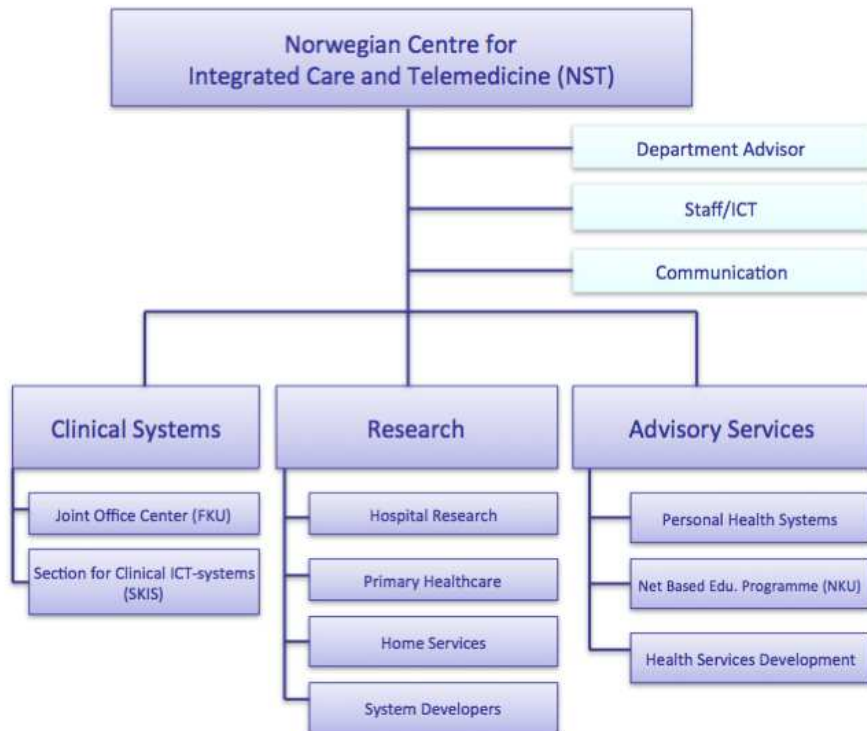 Norwegian Centre for
Integrated Care and Telemedicine (NST)
Department Advisor
Staff/ICT
Communication
Clinical Systems
Joint Office Center (FKU)
Section for Clinical ICT-systems
(SKIS)
Research
Hospital Research
Primary Healthcare
Home Services
System Developers
Advisory Services
Personal Health Systems
Net Based Edu. Programme (NKU)
Health Services Development